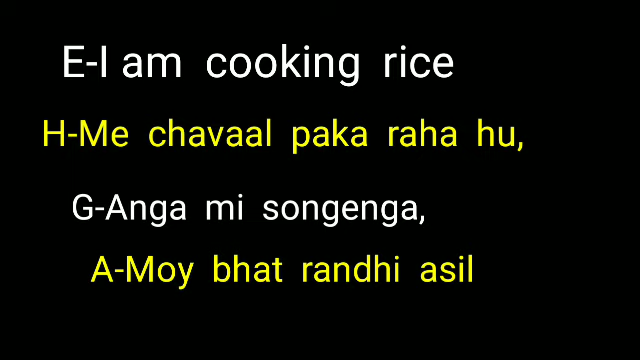 E-I am cooking rice
H-Me chavaal paka raha hu,
G-Anga mi songenga,
A-Moy bhat randhi asil